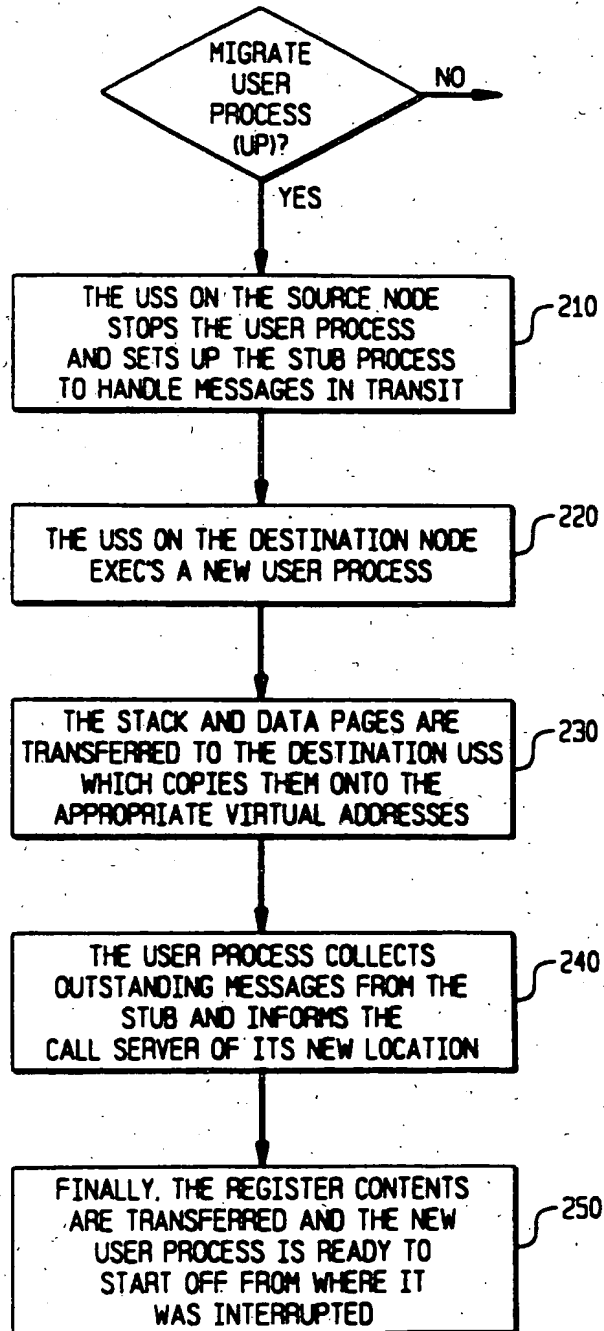 MIGRATE
USER
PROCESS
(UP)?
NO
YES
THE USS ON THE SOURCE NODE
STOPS THE USER PROCESS
AND SETS UP THE STUB PROCESS
TO HANDLE MESSAGES IN TRANSIT
210
THE USS ON THE DESTINATION NODE
EXEC'S A NEW USER PROCESS
220
THE STACK AND DATA PAGES ARE
TRANSFERRED TO THE DESTINATION USS
WHICH COPIES THEM ONTO THE
APPROPRIATE VIRTUAL ADDRESSES
230
THE USER PROCESS COLLECTS
OUTSTANDING MESSAGES FROM THE
STUB AND INFORMS THE
CALL SERVER OF ITS NEW LOCATION
240
FINALLY, THE REGISTER CONTENTS
ARE TRANSFERRED AND THE NEW
USER PROCESS IS READY TO
START OFF FROM WHERE IT
WAS INTERRUPTED
250